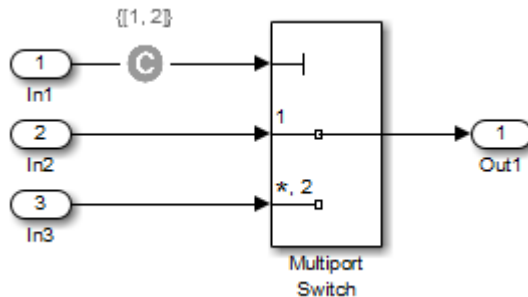 {[1, 2]}
1
C
In1
2
1
1
In2
Out1
3
*, 2
In3
Multiport
Switch